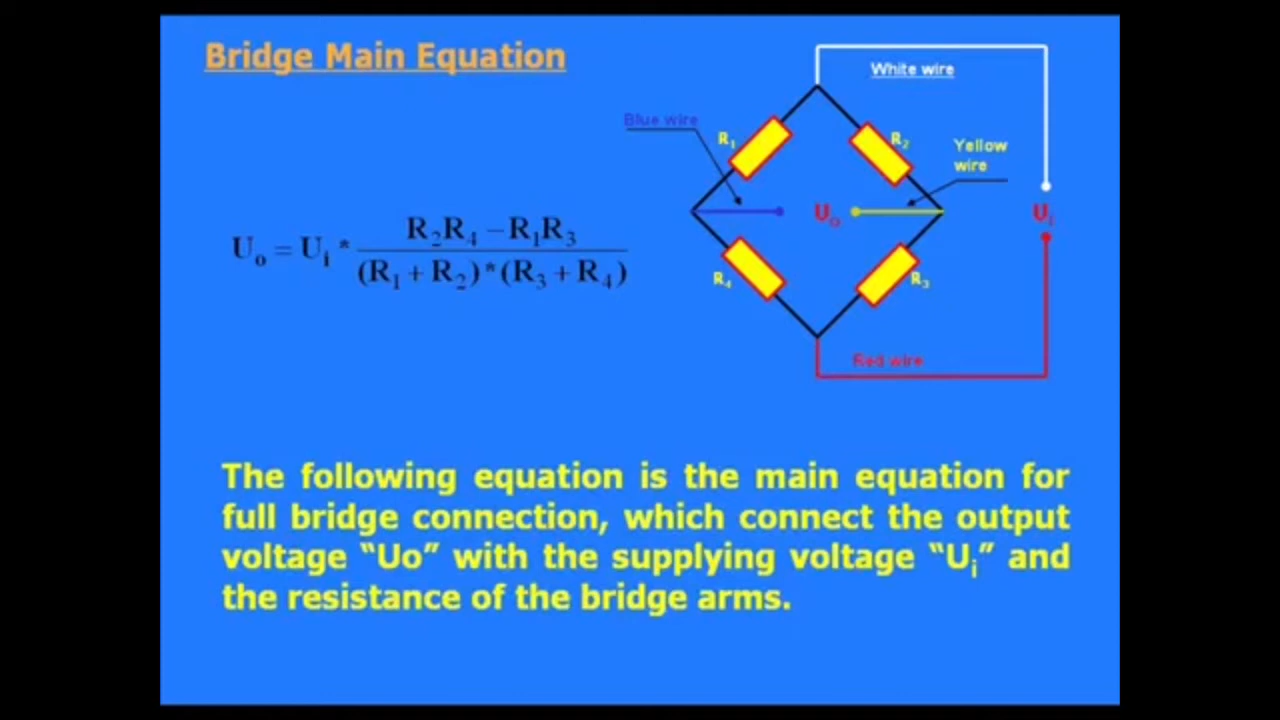 Bridge Main Equation
White wire
Blue wire
R₁
R₂
Yellow
wire
Uₒ
Uᵢ
Uₒ = Uᵢ * (R₂R₄ − R₁R₃) / ((R₁ + R₂)*(R₃ + R₄))
R₄
R₃
Red wire
The following equation is the main equation for
full bridge connection, which connect the output
voltage “Uo” with the supplying voltage “Uᵢ” and
the resistance of the bridge arms.